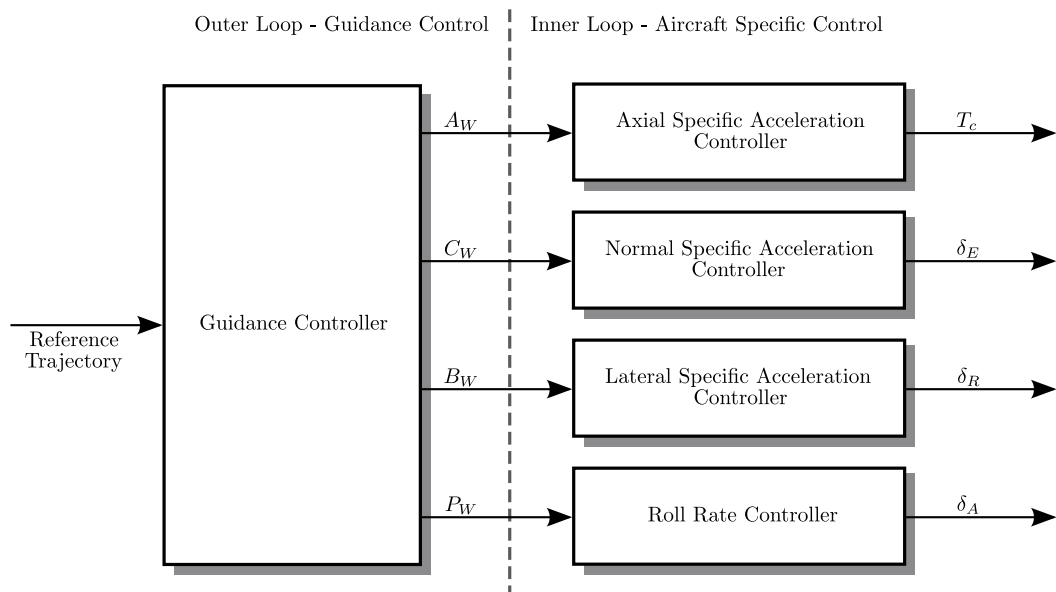 Outer Loop - Guidance Control
Inner Loop - Aircraft Specific Control
A_W
Axial Specific Acceleration
Controller
T_c
C_W
Normal Specific Acceleration
Controller
δ_E
Guidance Controller
Reference
Trajectory
B_W
Lateral Specific Acceleration
Controller
δ_R
P_W
Roll Rate Controller
δ_A